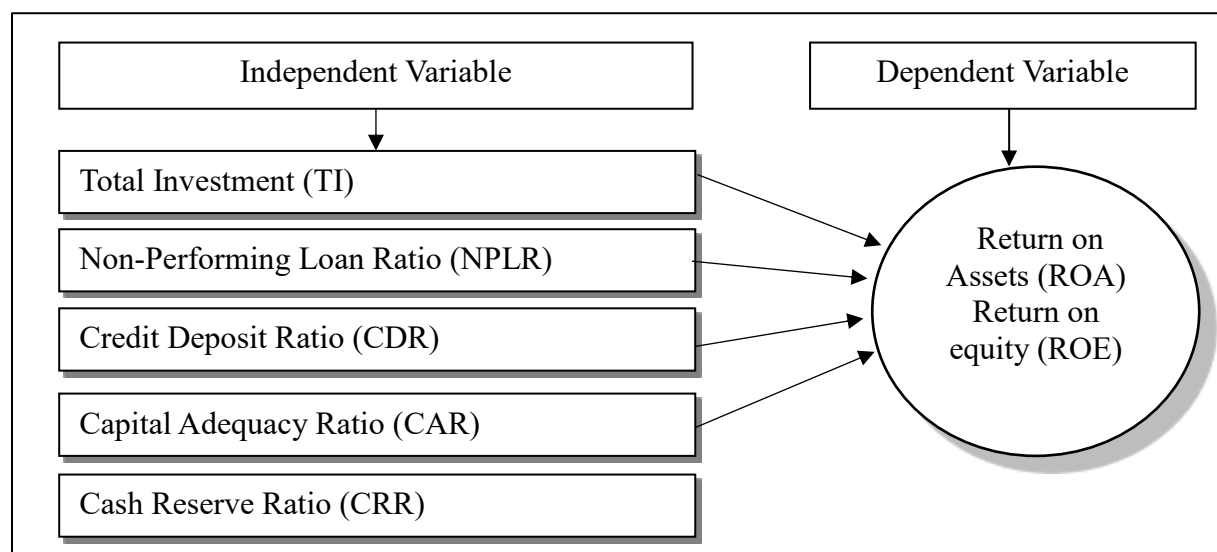 Independent Variable
Dependent Variable
Total Investment (TI)
Non-Performing Loan Ratio (NPLR)
Credit Deposit Ratio (CDR)
Capital Adequacy Ratio (CAR)
Cash Reserve Ratio (CRR)
Return on
Assets (ROA)
Return on
equity (ROE)